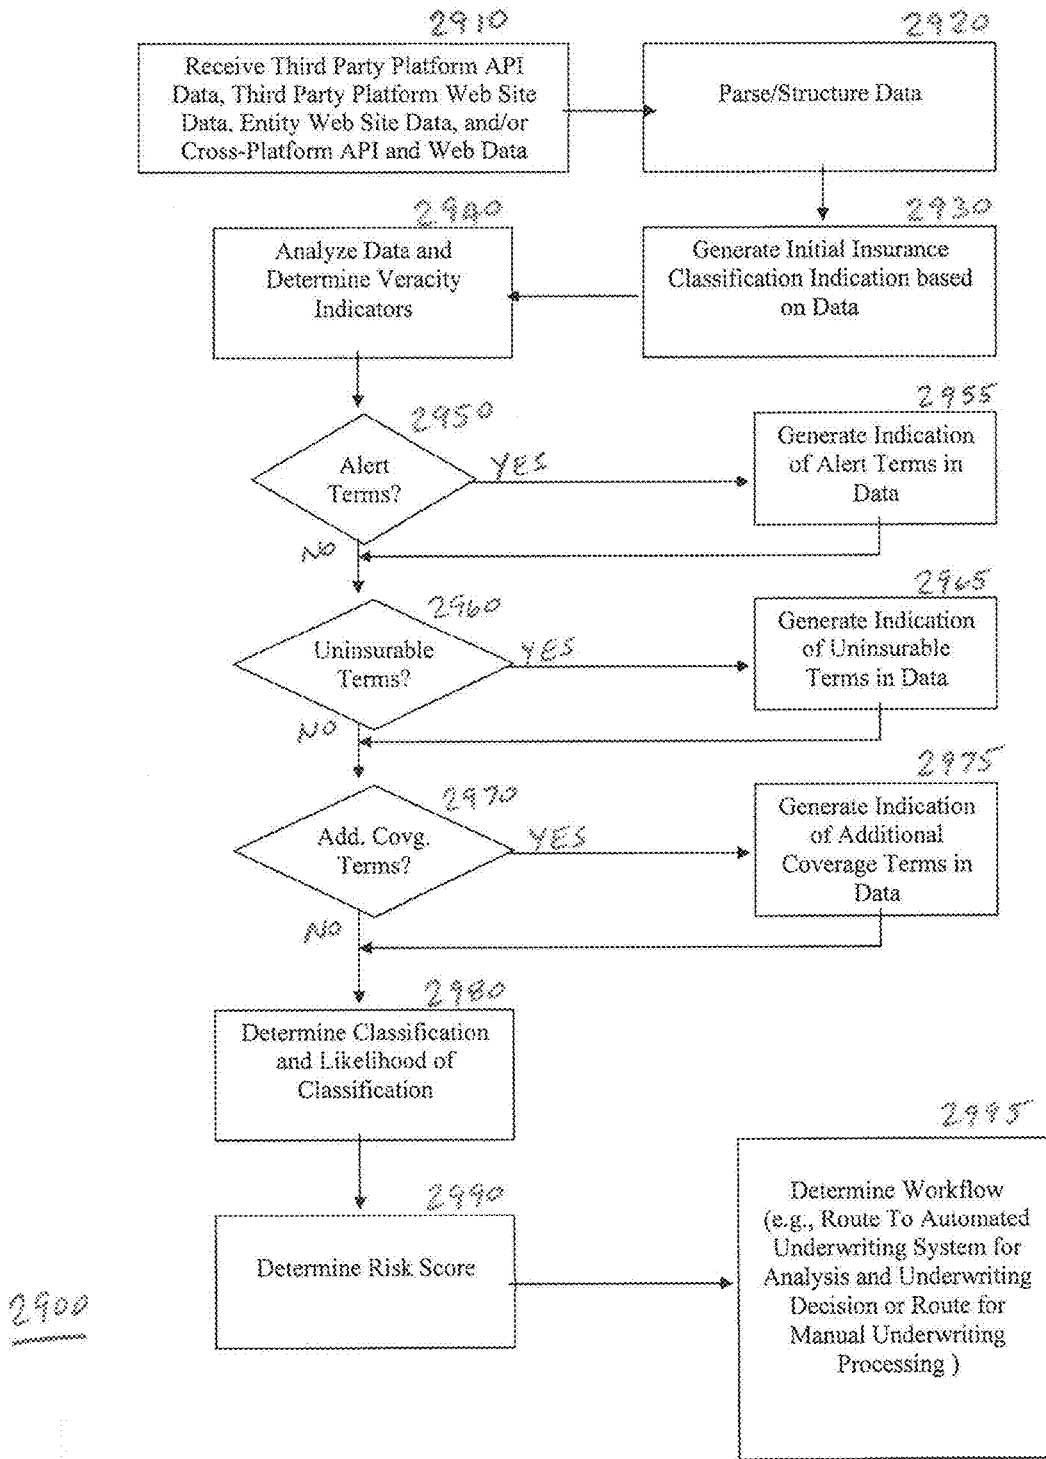 2910
Receive Third Party Platform API
Data, Third Party Platform Web Site
Data, Entity Web Site Data, and/or
Cross-Platform API and Web Data
2920
Parse/Structure Data
2930
Generate Initial Insurance
Classification Indication based
on Data
2940
Analyze Data and
Determine Veracity
Indicators
2950
Alert
Terms?
YES
NO
2955
Generate Indication
of Alert Terms in
Data
2960
Uninsurable
Terms?
YES
NO
2965
Generate Indication
of Uninsurable
Terms in Data
2970
Add. Covg.
Terms?
YES
NO
2975
Generate Indication
of Additional
Coverage Terms in
Data
2980
Determine Classification
and Likelihood of
Classification
2990
Determine Risk Score
2995
Determine Workflow
(e.g., Route To Automated
Underwriting System for
Analysis and Underwriting
Decision or Route for
Manual Underwriting
Processing )
2900